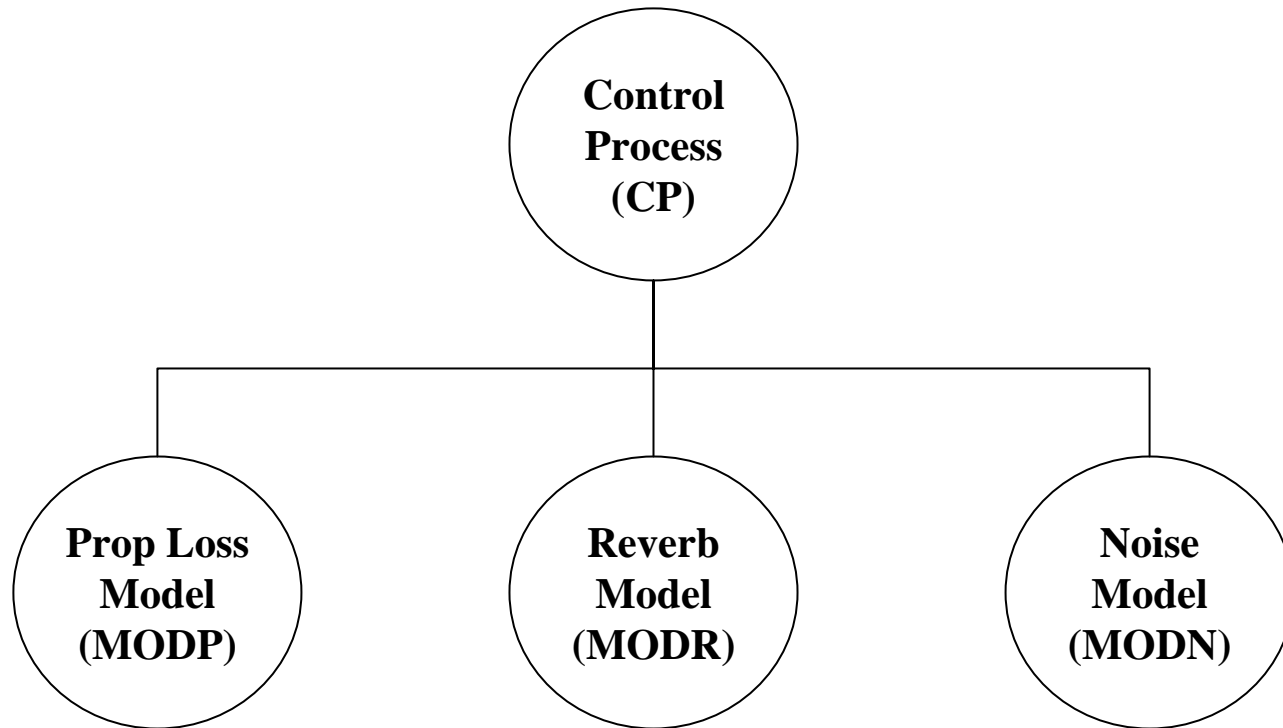 Control
Process
(CP)
Prop Loss
Model
(MODP)
Reverb
Model
(MODR)
Noise
Model
(MODN)